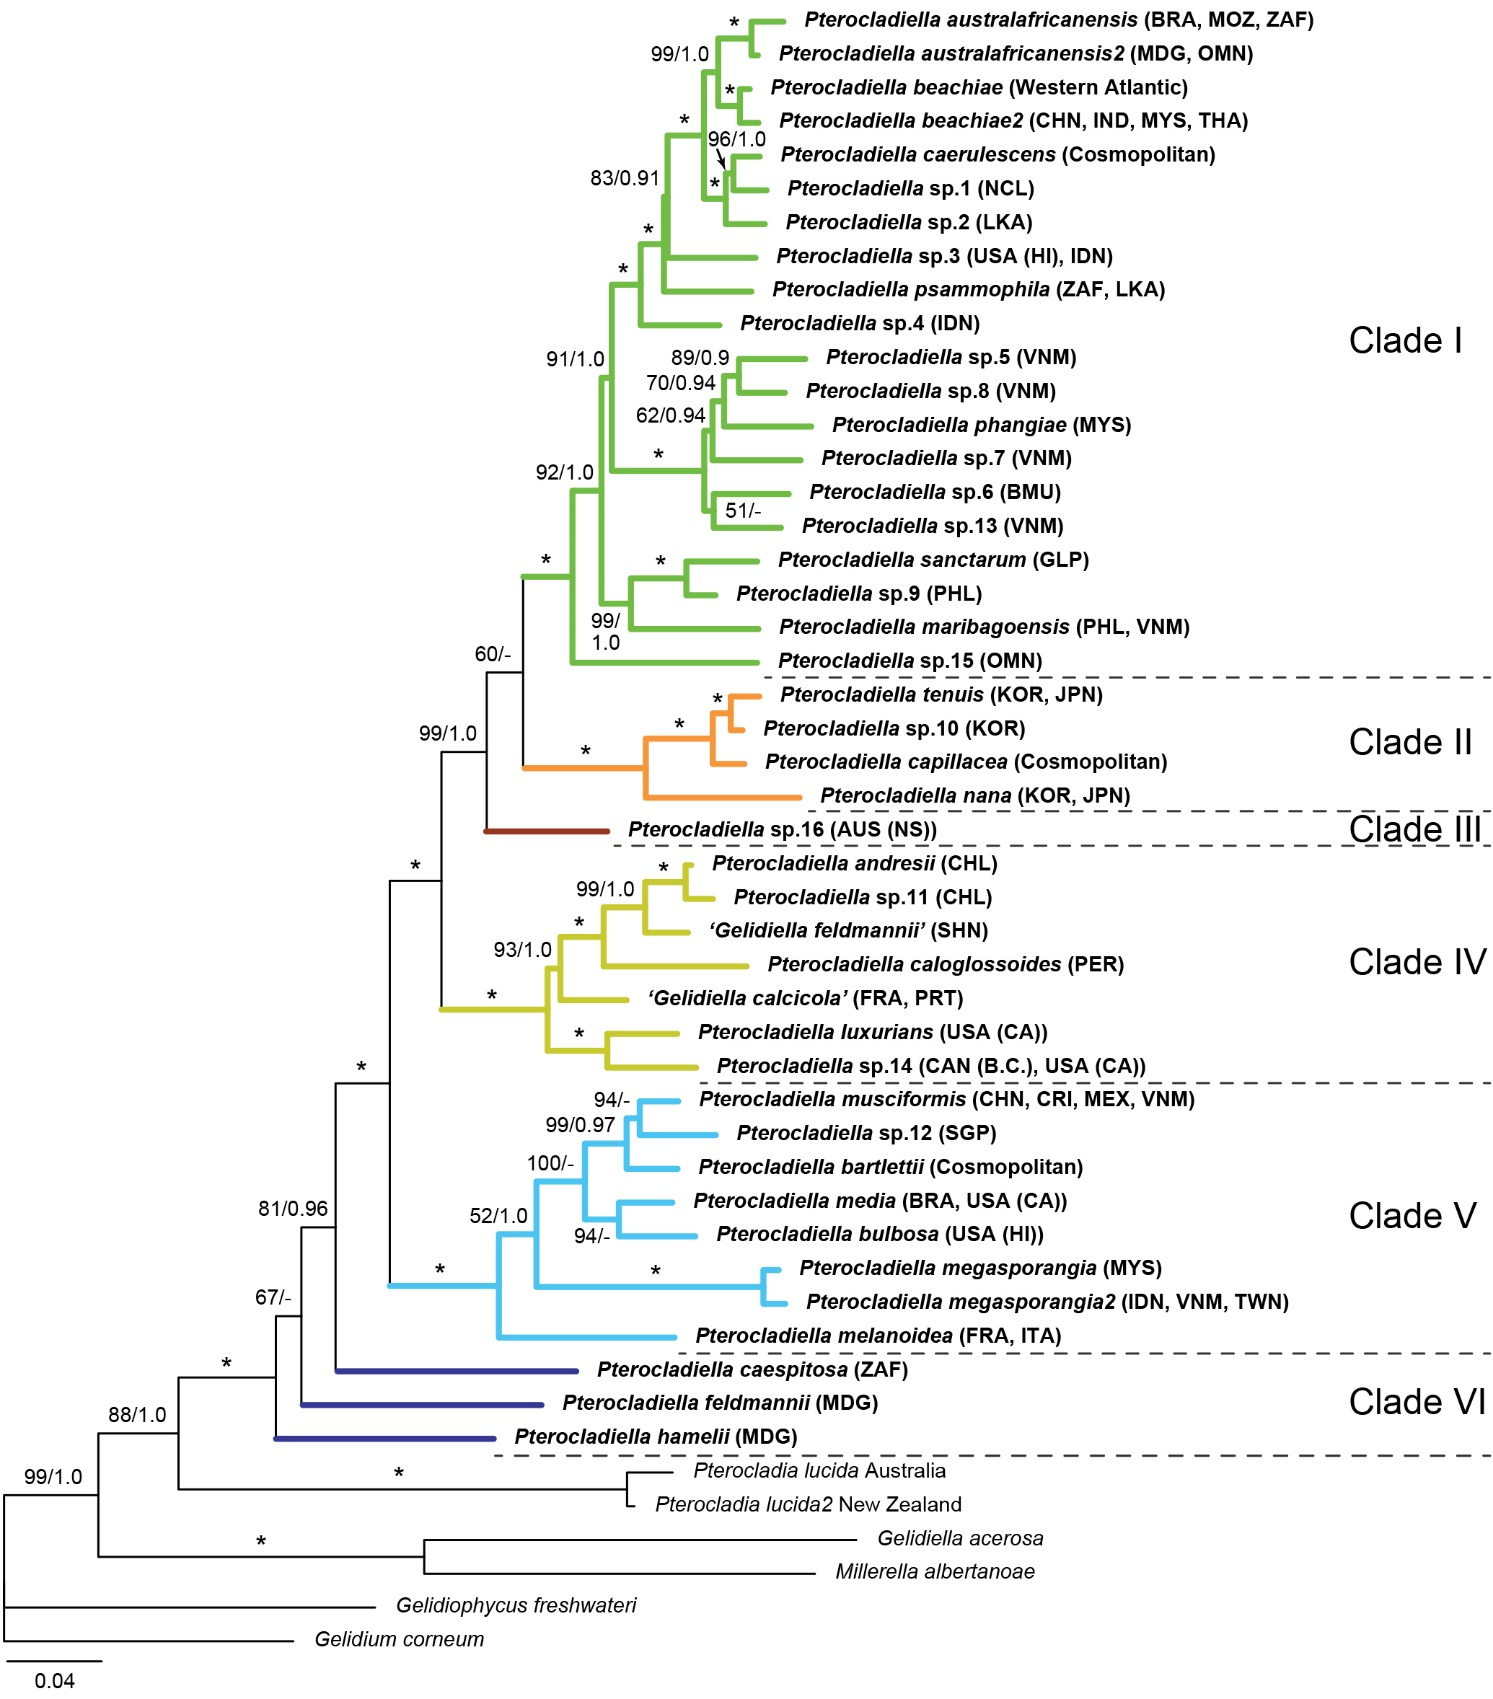 * Pterocladiella australafricanensis (BRA, MOZ, ZAF)
99/1.0 Pterocladiella australafricanensis2 (MDG, OMN)
* Pterocladiella beachiae (Western Atlantic)
* Pterocladiella beachiae2 (CHN, IND, MYS, THA)
96/1.0
Pterocladiella caerulescens (Cosmopolitan)
83/0.91 * Pterocladiella sp.1 (NCL)
Pterocladiella sp.2 (LKA)
* Pterocladiella sp.3 (USA (HI), IDN)
* Pterocladiella psammophila (ZAF, LKA)
Pterocladiella sp.4 (IDN)
Clade I
91/1.0 89/0.9 Pterocladiella sp.5 (VNM)
70/0.94 Pterocladiella sp.8 (VNM)
62/0.94 Pterocladiella phangiae (MYS)
* Pterocladiella sp.7 (VNM)
92/1.0 Pterocladiella sp.6 (BMU)
51/-
Pterocladiella sp.13 (VNM)
* * Pterocladiella sanctarum (GLP)
Pterocladiella sp.9 (PHL)
99/
1.0
Pterocladiella maribagoensis (PHL, VNM)
60/- Pterocladiella sp.15 (OMN)
* Pterocladiella tenuis (KOR, JPN)
99/1.0 * Pterocladiella sp.10 (KOR)
Clade II
* Pterocladiella capillacea (Cosmopolitan)
Pterocladiella nana (KOR, JPN)
Pterocladiella sp.16 (AUS (NS))
Clade III
* * Pterocladiella andresii (CHL)
99/1.0 Pterocladiella sp.11 (CHL)
* ‘Gelidiella feldmannii’ (SHN)
93/1.0 Pterocladiella caloglossoides (PER)
Clade IV
* ‘Gelidiella calcicola’ (FRA, PRT)
* Pterocladiella luxurians (USA (CA))
* Pterocladiella sp.14 (CAN (B.C.), USA (CA))
94/- Pterocladiella musciformis (CHN, CRI, MEX, VNM)
99/0.97 Pterocladiella sp.12 (SGP)
100/- Pterocladiella bartlettii (Cosmopolitan)
81/0.96 52/1.0 Pterocladiella media (BRA, USA (CA))
Clade V
94/- Pterocladiella bulbosa (USA (HI))
* * Pterocladiella megasporangia (MYS)
67/- Pterocladiella megasporangia2 (IDN, VNM, TWN)
Pterocladiella melanoidea (FRA, ITA)
* Pterocladiella caespitosa (ZAF)
Pterocladiella feldmannii (MDG)
Clade VI
88/1.0 Pterocladiella hamelii (MDG)
99/1.0 * Pterocladia lucida Australia
Pterocladia lucida2 New Zealand
* Gelidiella acerosa
Millerella albertanoae
Gelidiophycus freshwateri
Gelidium corneum
0.04